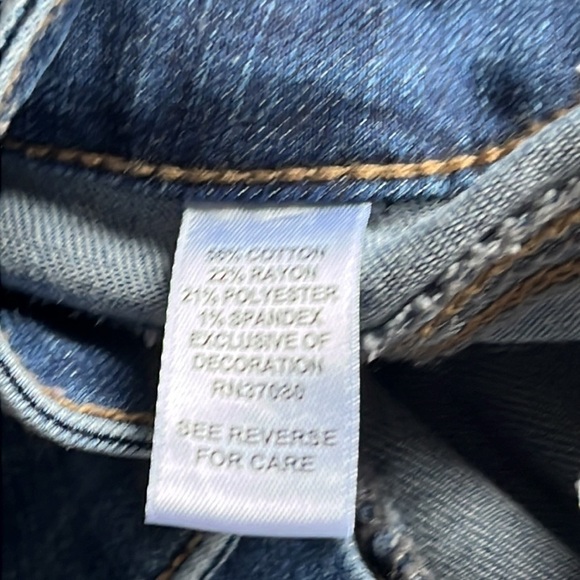 56% COTTON
22% RAYON
21% POLYESTER
1% SPANDEX
EXCLUSIVE OF
DECORATION
RN37080
SEE REVERSE
FOR CARE